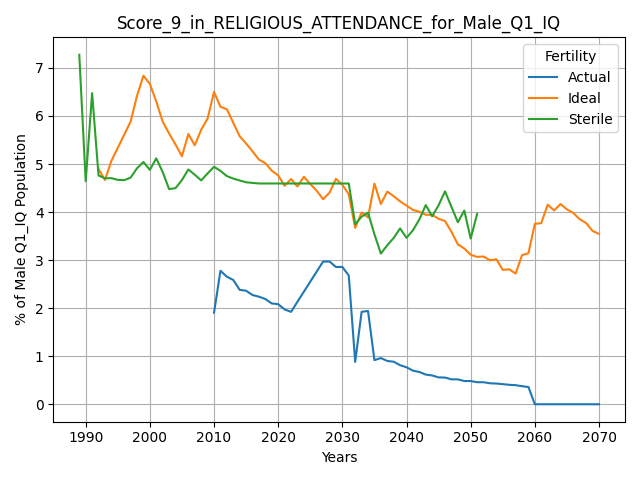 Score_9_in_RELIGIOUS_ATTENDANCE_for_Male_Q1_IQ
Fertility
Actual
Ideal
Sterile
% of Male Q1_IQ Population
7
6
5
4
3
2
1
0
1990 2000 2010 2020 2030 2040 2050 2060 2070
Years